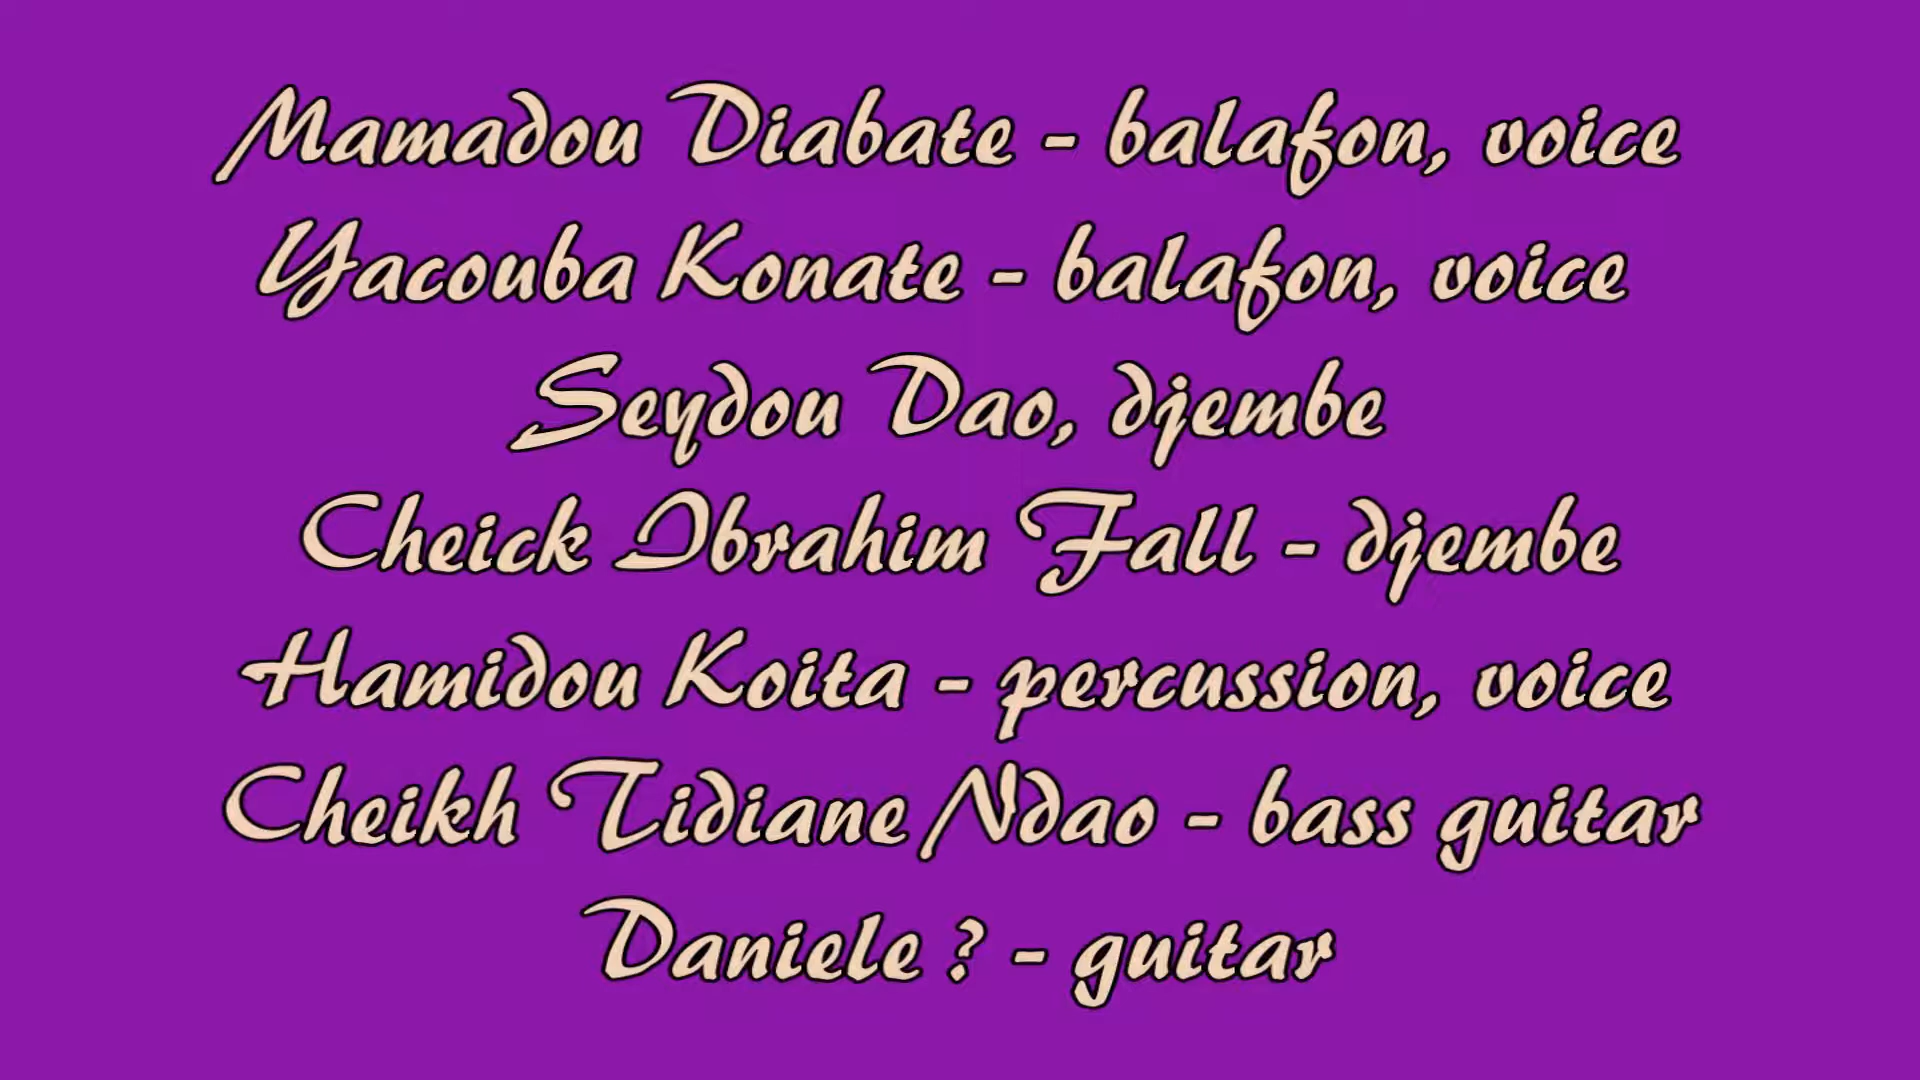 Mamadou Diabate - balafon, voice
Yacouba Konate - balafon, voice
Seydou Dao, djembe
Cheick Ibrahim Fall - djembe
Hamidou Koita - percussion, voice
Cheikh Tidiane Ndao - bass guitar
Daniele ? - guitar